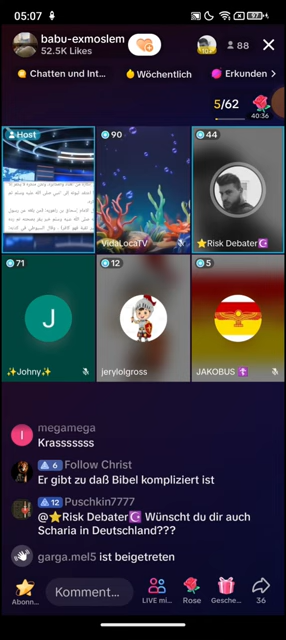 05:07
97
babu-exmoslem
52.5K Likes
88
Chatten und Int...
Wöchentlich
Erkunden
5/62
40:36
Host
90
44
VidaLocaTV
⭐Risk Debater☪
71
12
5
J
✨Johny✨
jerylolgross
JAKOBUS ✝
I
megamega
Krasssssss
6 Follow Christ
Er gibt zu daß Bibel kompliziert ist
12 Puschkin7777
@⭐Risk Debater☪ Wünscht du dir auch
Scharia in Deutschland???
garga.mel5 ist beigetreten
Kommentar...
Abonn...
LIVE mi...
Rose
Gesche...
36